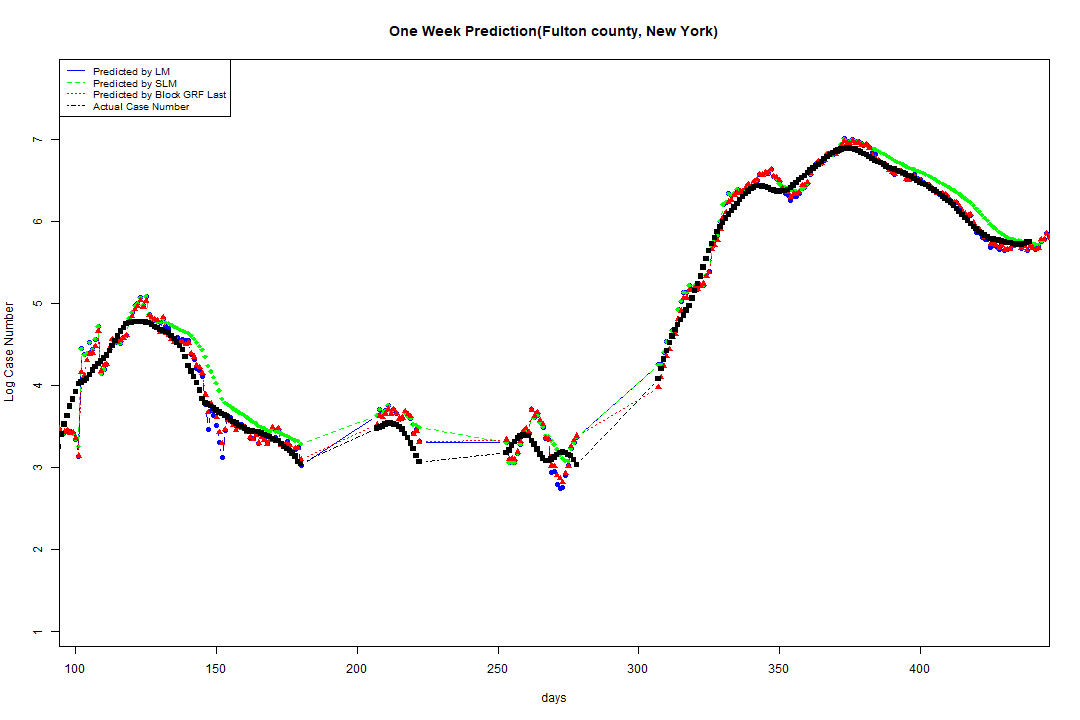 One Week Prediction(Fulton county, New York)
Predicted by LM
Predicted by SLM
Predicted by Block GRF Last
Actual Case Number
Log Case Number
7
6
5
4
3
2
1
100 150 200 250 300 350 400
days